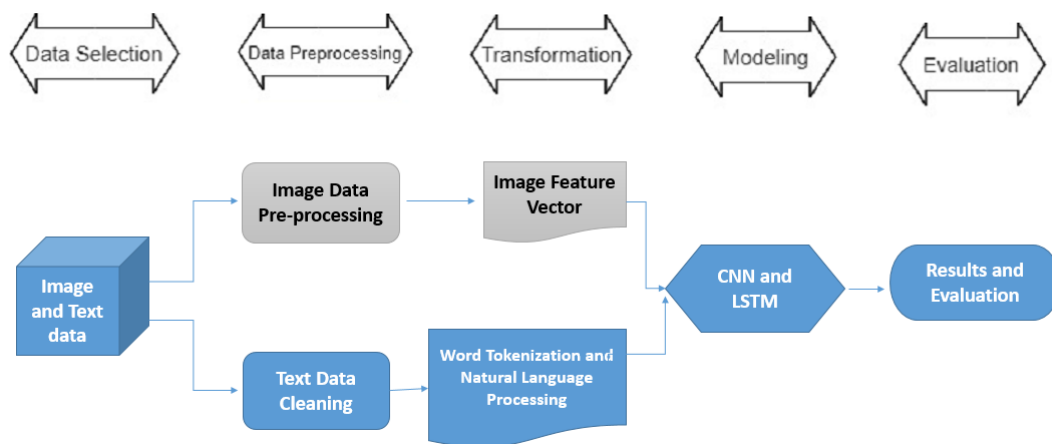 Data Selection
Data Preprocessing
Transformation
Modeling
Evaluation
Image Data
Pre-processing
Image Feature
Vector
Image
and Text
data
CNN and
LSTM
Results and
Evaluation
Text Data
Cleaning
Word Tokenization and
Natural Language
Processing